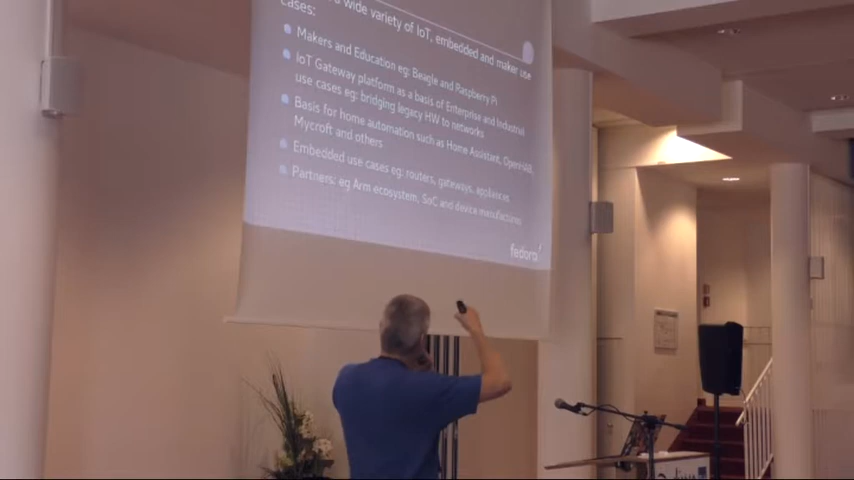 a wide variety of IoT, embedded and maker use
cases:
Makers and Education eg: Beagle and Raspberry Pi
IoT Gateway platform as a basis of Enterprise and Industrial
use cases eg: bridging legacy HW to networks
Basis for home automation such as Home Assistant, OpenHAB,
Mycroft and others
Embedded use cases eg: routers, gateways, appliances
Partners: eg Arm ecosystem, SoC and device manufactures
fedora